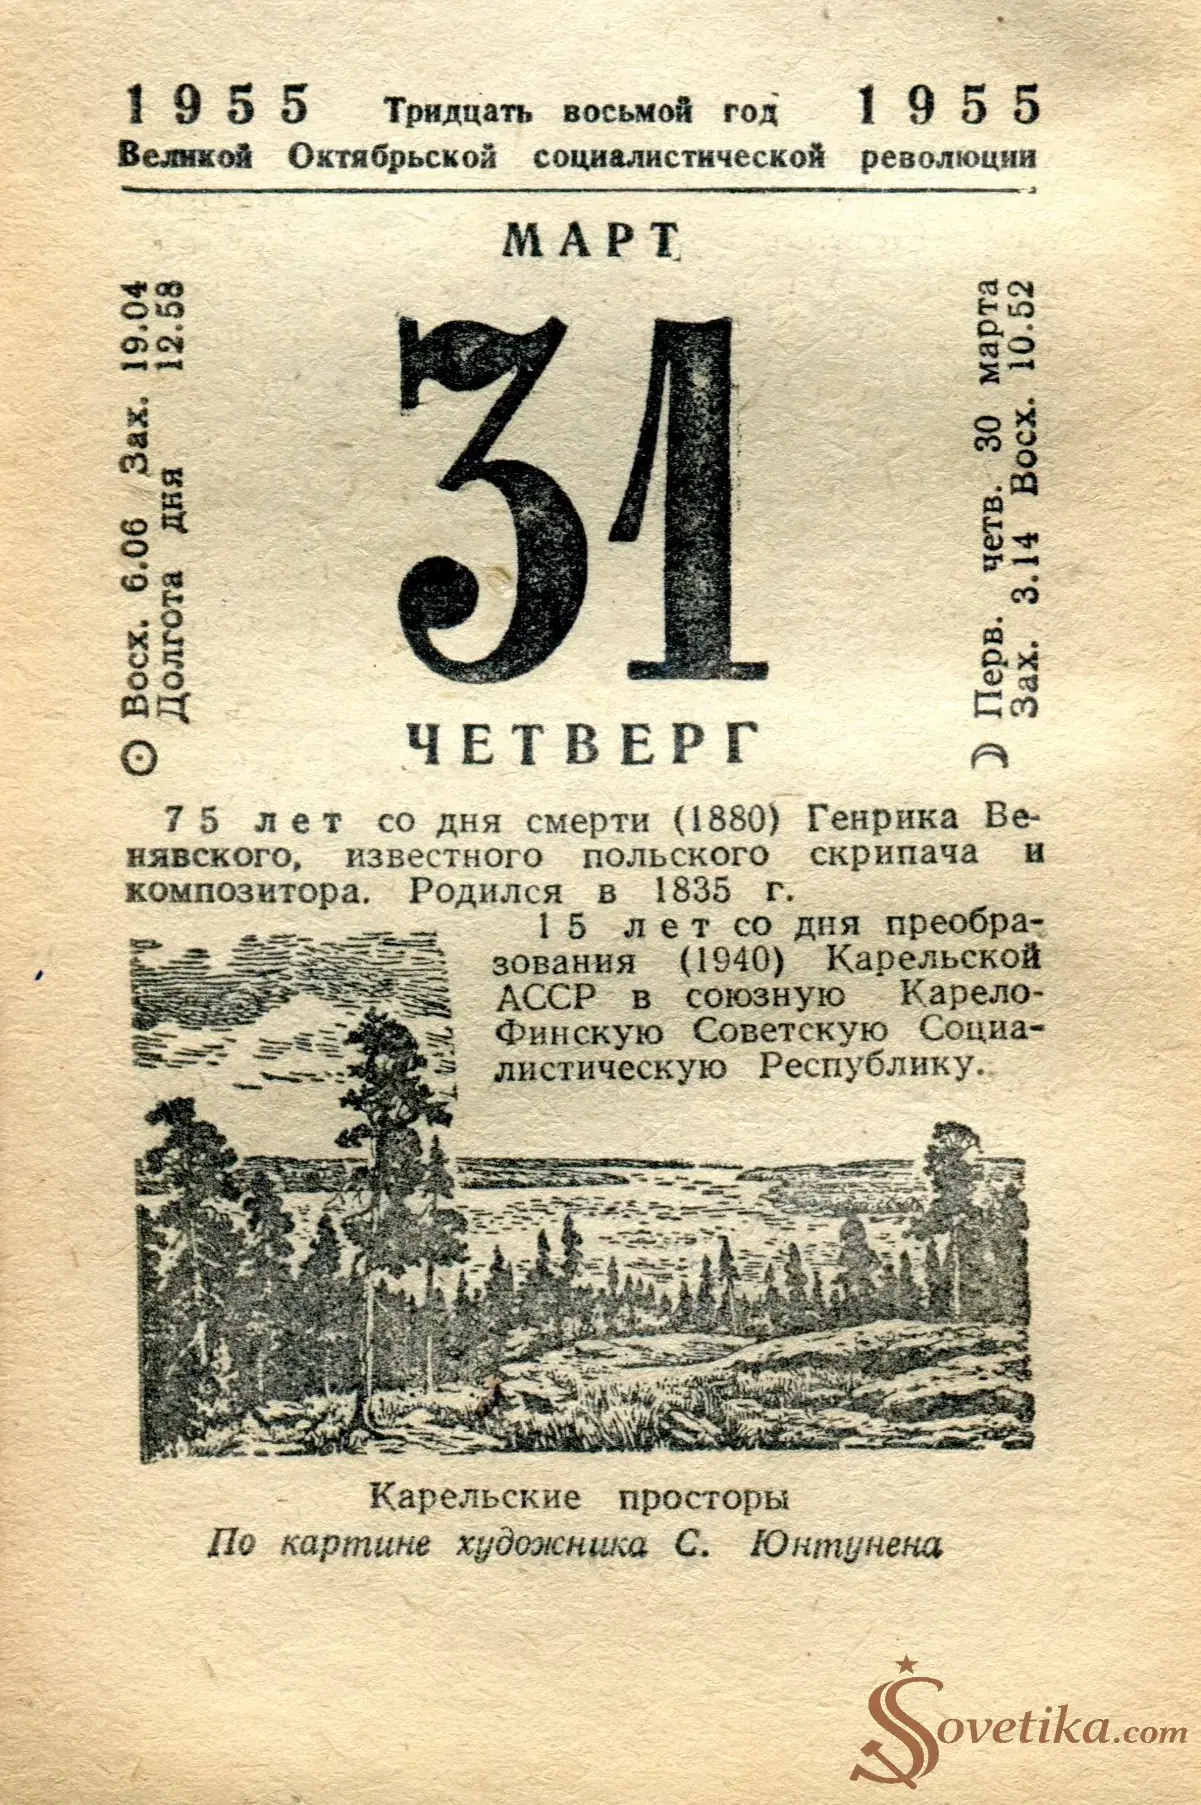 1955 Тридцать восьмой год 1955
Великой Октябрьской социалистической революции
МАРТ
Восх. 6.06 Зах. 19.04
Долгота дня 12.58
31
Перв. четв. 30 марта
Зах. 3.14 Восх. 10.52
ЧЕТВЕРГ
75 лет со дня смерти (1880) Генрика Ве-
нявского, известного польского скрипача и
композитора. Родился в 1835 г.
15 лет со дня преобра-
зования (1940) Карельской
АССР в союзную Карело-
Финскую Советскую Социа-
листическую Республику.
Карельские просторы
По картине художника С. Юнтунена
Sovetika.com